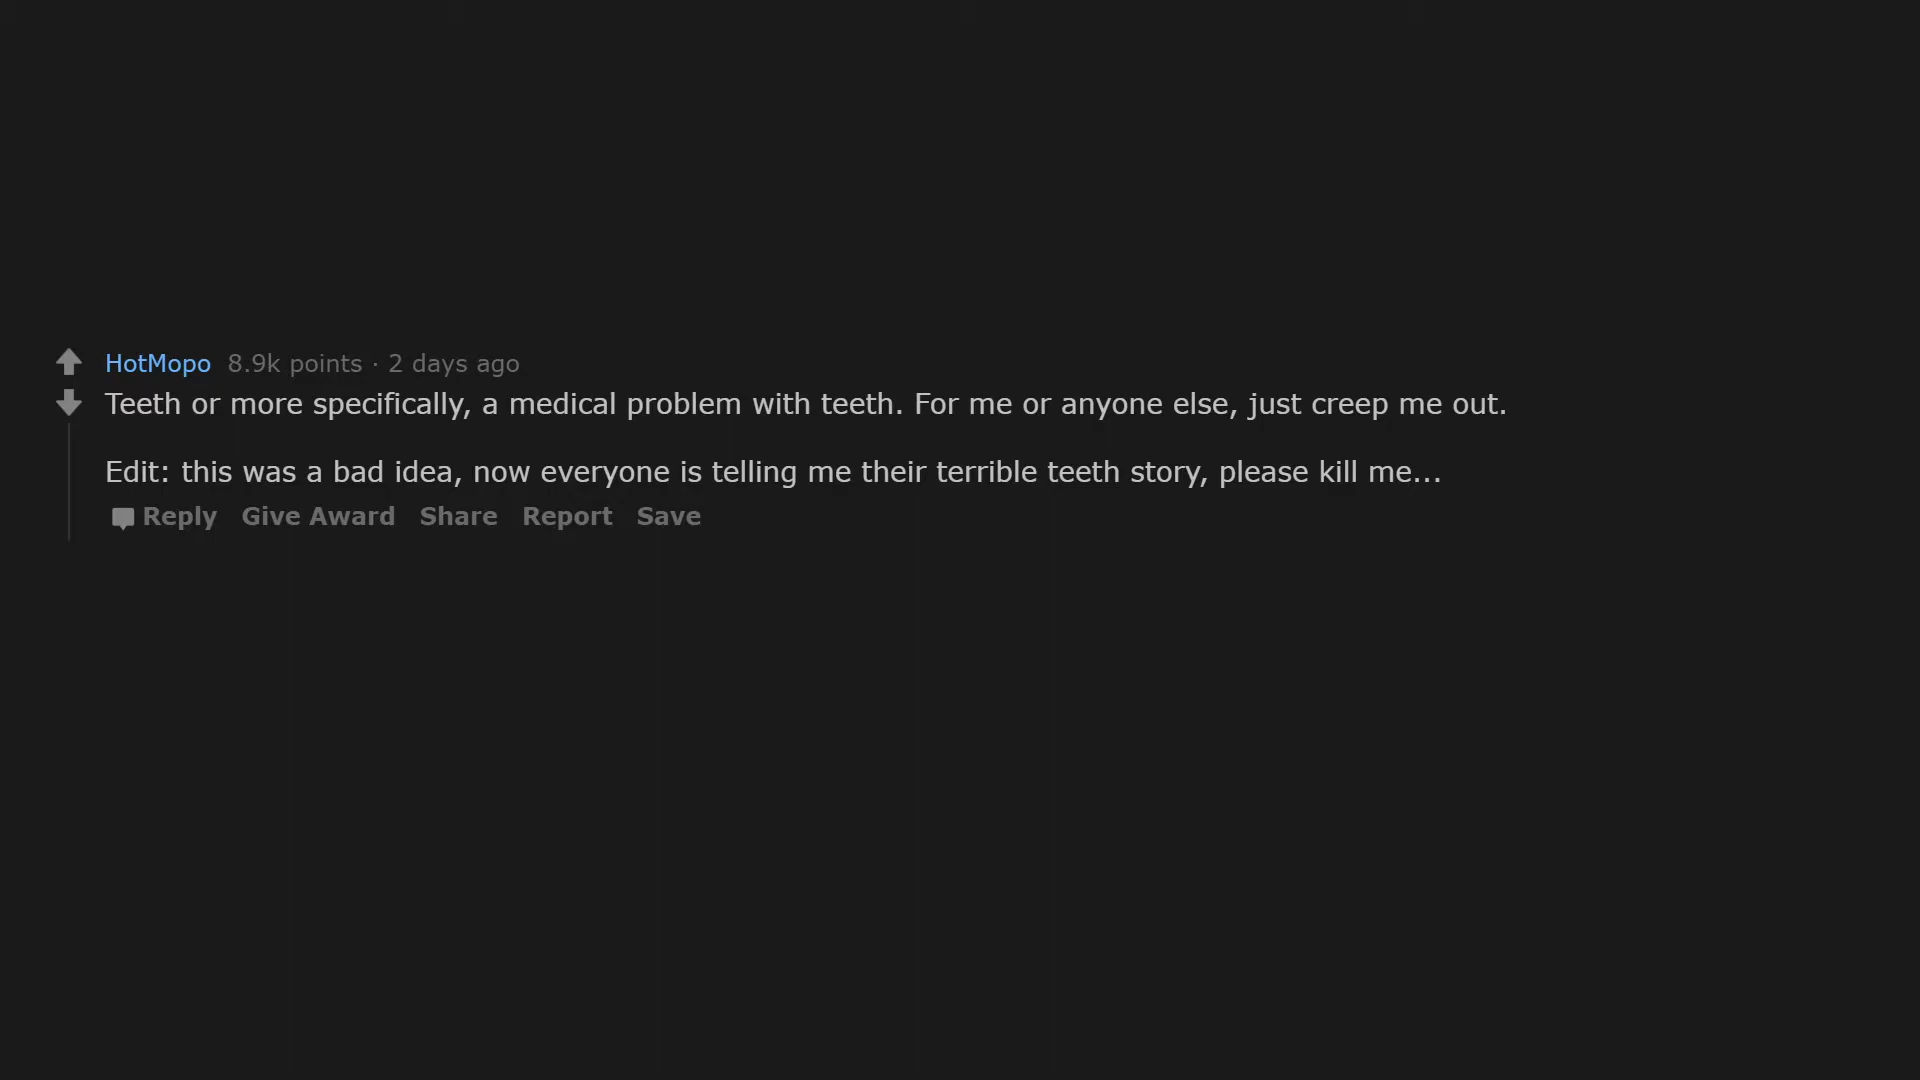 HotMopo 8.9k points · 2 days ago
Teeth or more specifically, a medical problem with teeth. For me or anyone else, just creep me out.
Edit: this was a bad idea, now everyone is telling me their terrible teeth story, please kill me...
Reply Give Award Share Report Save